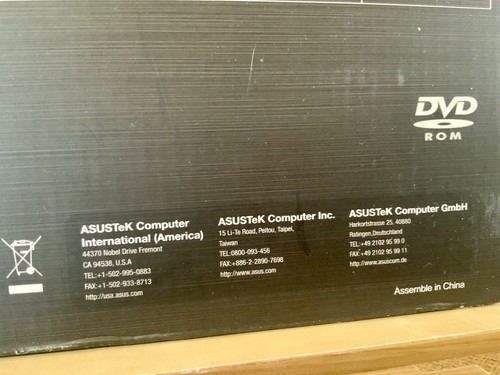 DVD
ROM
ASUSTeK Computer
International (America)
44370 Nobel Drive Fremont
CA 94538, U.S.A
TEL:+1-502-995-0883
FAX:+1-502-933-8713
http://usa.asus.com
ASUSTeK Computer Inc.
15 Li-Te Road, Peitou, Taipei,
Taiwan
TEL:0800-093-456
FAX:+886-2-2890-7698
http://www.asus.com
ASUSTeK Computer GmbH
Harkortstrasse 25, 40880
Ratingen,Deutschland
TEL:+49 2102 95 99 0
FAX:+49 2102 95 99 11
http://www.asuscom.de
Assemble in China